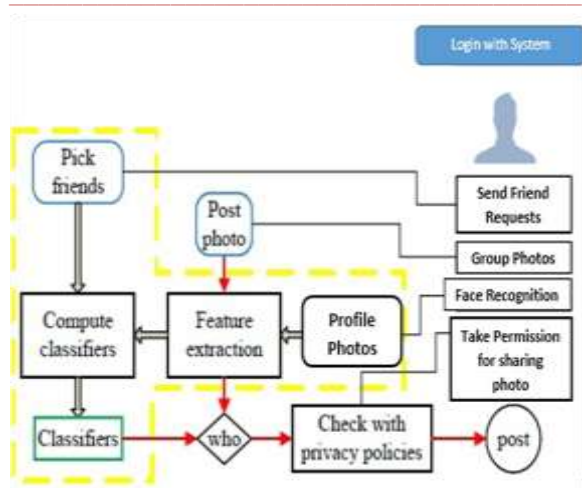 Login with System
Pick
friends
Send Friend
Requests
Post
photo
Group Photos
Face Recognition
Compute
classifiers
Feature
extraction
Profile
Photos
Take Permission
for sharing
photo
Classifiers
who
Check with
privacy policies
post